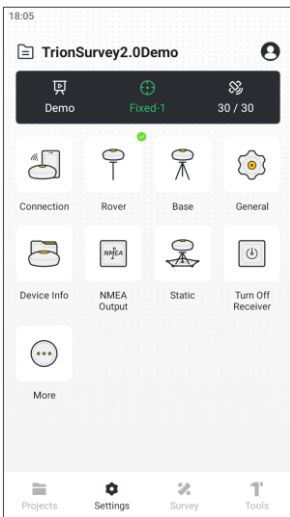 18:05
TrionSurvey2.0Demo
Demo
Fixed-1
30 / 30
Connection
Rover
Base
General
Device Info
NMEA
NMEA
Output
Static
Turn Off
Receiver
More
Projects
Settings
Survey
Tools